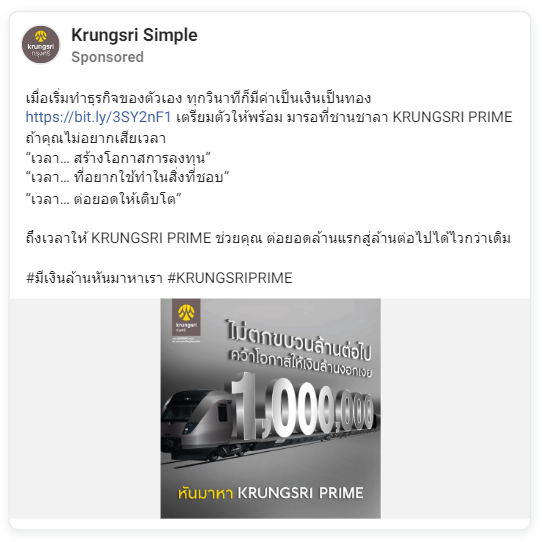 Krungsri Simple
Sponsored
krungsri
กรุงศรี
เมื่อเริ่มทำธุรกิจของตัวเอง ทุกวินาทีก็มีค่าเป็นเงินเป็นทอง
https://bit.ly/3SY2nF1 เตรียมตัวให้พร้อม มารอที่ชานชาลา KRUNGSRI PRIME
ถ้าคุณไม่อยากเสียเวลา
“เวลา... สร้างโอกาสการลงทุน”
“เวลา... ที่อยากใช้ทำในสิ่งที่ชอบ”
“เวลา... ต่อยอดให้เติบโต”
ถึงเวลาให้ KRUNGSRI PRIME ช่วยคุณ ต่อยอดล้านแรกสู่ล้านต่อไปได้ไวกว่าเดิม
#มีเงินล้านหันมาหาเรา #KRUNGSRIPRIME
krungsri
กรุงศรี
ไม่ตกขบวนล้านต่อไป
คว้าโอกาสให้เงินล้านงอกเงย
1,000,000
หันมาหา KRUNGSRI PRIME